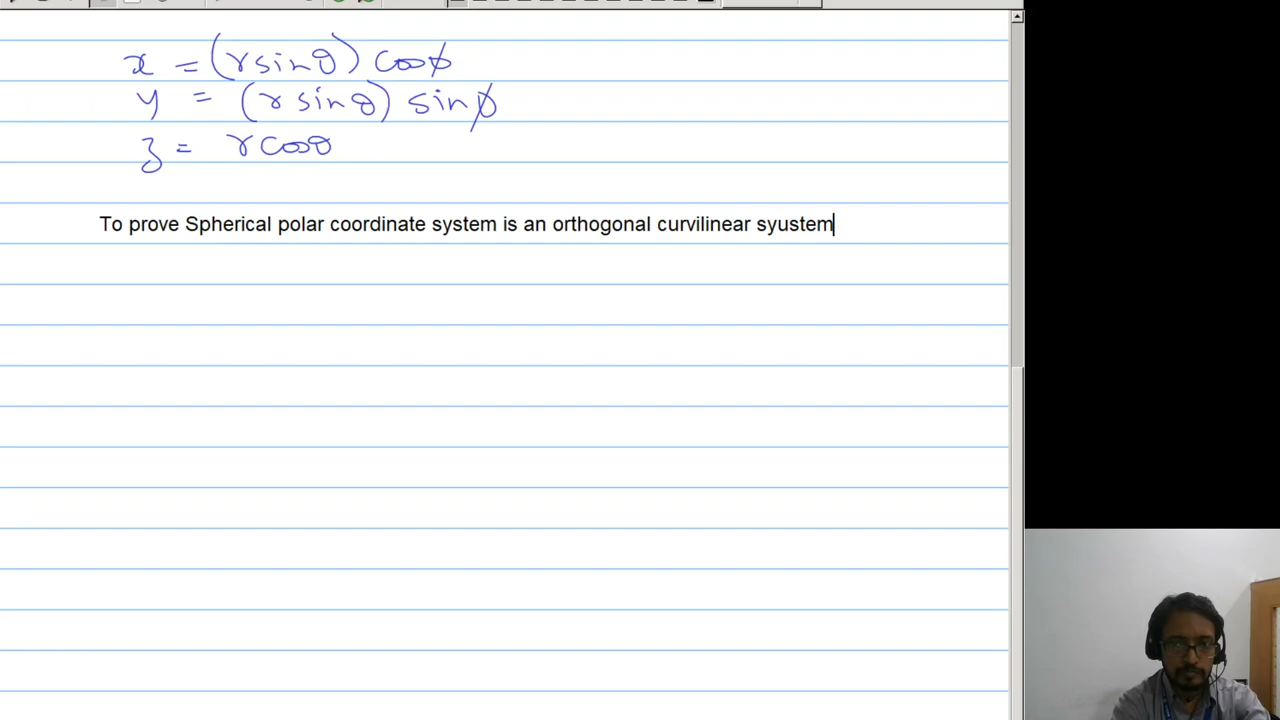 x = (r sinθ) cosϕ
y = (r sinθ) sinϕ
z = r cosθ
To prove Spherical polar coordinate system is an orthogonal curvilinear syustem